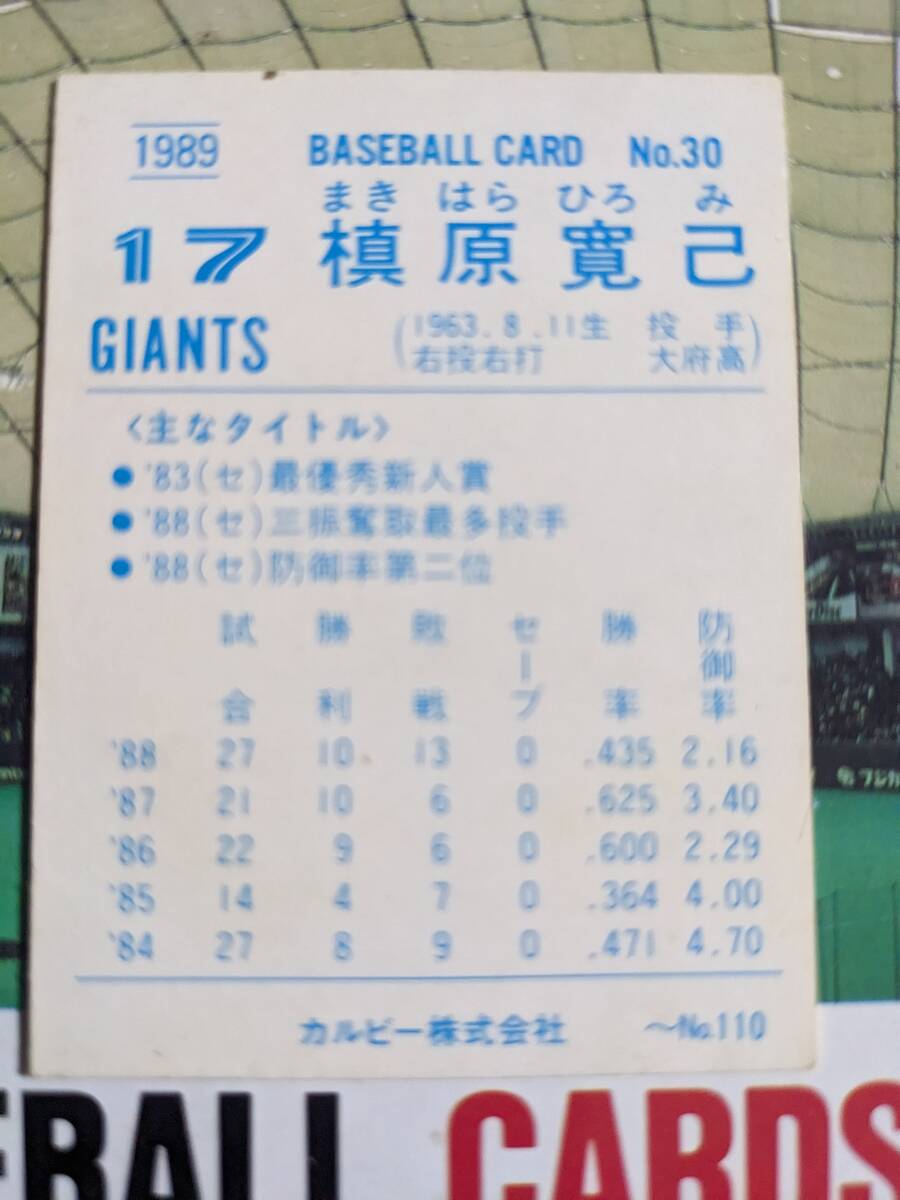 1989 BASEBALL CARD No.30
まき はら ひろ み
17 槙原寛己
GIANTS (1963.8.11生 投手
右投右打 大府高)
〈主なタイトル〉
● '83(セ)最優秀新人賞
● '88(セ)三振奪取最多投手
● '88(セ)防御率第二位
試合 勝利 敗戦 セーブ 勝率 防御率
'88 27 10 13 0 .435 2.16
'87 21 10 6 0 .625 3.40
'86 22 9 6 0 .600 2.29
'85 14 4 7 0 .364 4.00
'84 27 8 9 0 .471 4.70
カルビー株式会社 〜No.110
フジカ
EBALL CARDS